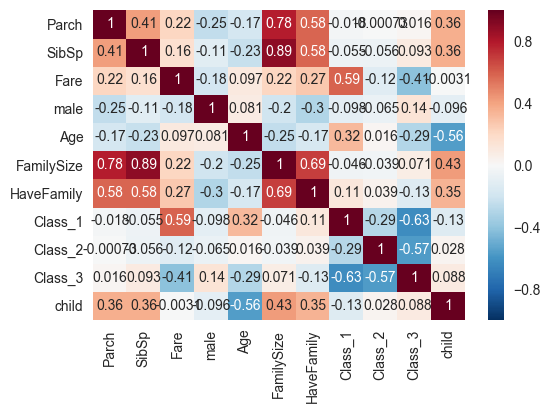 Parch 1 0.41 0.22 -0.25 -0.17 0.78 0.58 -0.018 -0.00073 0.016 0.36
SibSp 0.41 1 0.16 -0.11 -0.23 0.89 0.58 -0.055 -0.056 0.093 0.36
Fare 0.22 0.16 1 -0.18 0.097 0.22 0.27 0.59 -0.12 -0.41 -0.0031
male -0.25 -0.11 -0.18 1 0.081 -0.2 -0.3 -0.098 -0.065 0.14 -0.096
Age -0.17 -0.23 0.097 0.081 1 -0.25 -0.17 0.32 0.016 -0.29 -0.56
FamilySize 0.78 0.89 0.22 -0.2 -0.25 1 0.69 -0.046 -0.039 0.071 0.43
HaveFamily 0.58 0.58 0.27 -0.3 -0.17 0.69 1 0.11 0.039 -0.13 0.35
Class_1 -0.018 -0.055 0.59 -0.098 0.32 -0.046 0.11 1 -0.29 -0.63 -0.13
Class_2 -0.00073 -0.056 -0.12 -0.065 0.016 -0.039 0.039 -0.29 1 -0.57 0.028
Class_3 0.016 0.093 -0.41 0.14 -0.29 0.071 -0.13 -0.63 -0.57 1 0.088
child 0.36 0.36 -0.0031 -0.096 -0.56 0.43 0.35 -0.13 0.028 0.088 1
Parch SibSp Fare male Age FamilySize HaveFamily Class_1 Class_2 Class_3 child
0.8
0.4
0.0
-0.4
-0.8